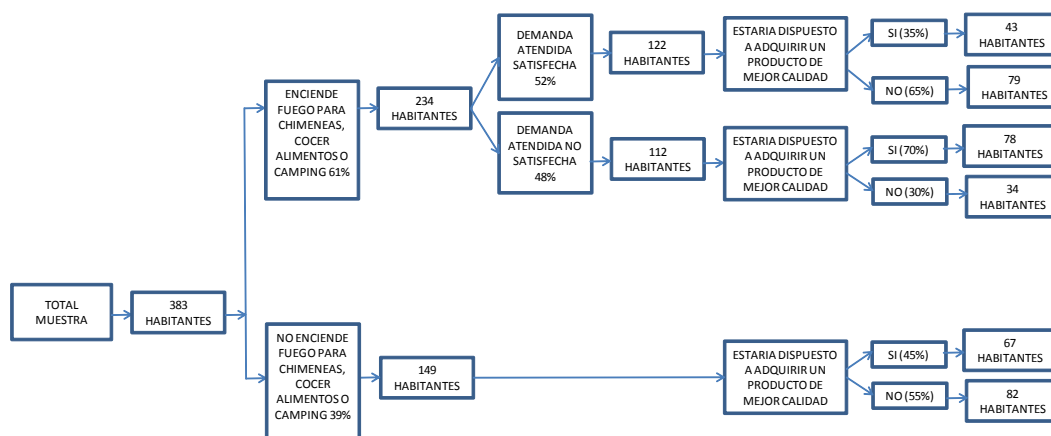 TOTAL
MUESTRA
383
HABITANTES
ENCIENDE
FUEGO PARA
CHIMENEAS,
COCER
ALIMENTOS O
CAMPING 61%
234
HABITANTES
DEMANDA
ATENDIDA
SATISFECHA
52%
122
HABITANTES
ESTARIA DISPUESTO
A ADQUIRIR UN
PRODUCTO DE
MEJOR CALIDAD
SI (35%)
43
HABITANTES
NO (65%)
79
HABITANTES
DEMANDA
ATENDIDA NO
SATISFECHA
48%
112
HABITANTES
ESTARIA DISPUESTO
A ADQUIRIR UN
PRODUCTO DE
MEJOR CALIDAD
SI (70%)
78
HABITANTES
NO (30%)
34
HABITANTES
NO ENCIENDE
FUEGO PARA
CHIMENEAS,
COCER
ALIMENTOS O
CAMPING 39%
149
HABITANTES
ESTARIA DISPUESTO
A ADQUIRIR UN
PRODUCTO DE
MEJOR CALIDAD
SI (45%)
67
HABITANTES
NO (55%)
82
HABITANTES